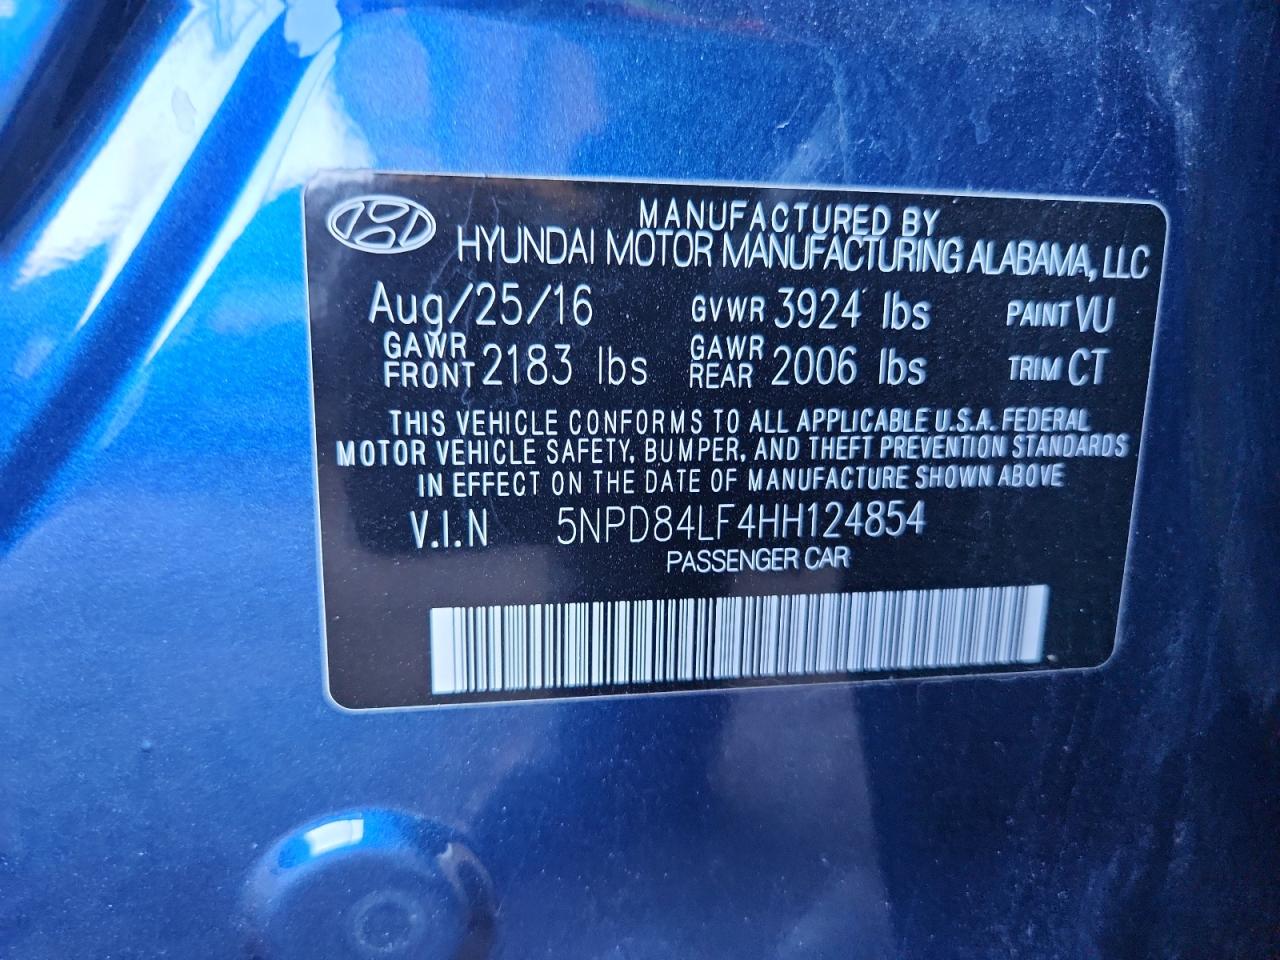 MANUFACTURED BY
HYUNDAI MOTOR MANUFACTURING ALABAMA, LLC
Aug/25/16 GVWR 3924 lbs PAINT VU
GAWR FRONT 2183 lbs GAWR REAR 2006 lbs TRIM CT
THIS VEHICLE CONFORMS TO ALL APPLICABLE U.S.A. FEDERAL
MOTOR VEHICLE SAFETY, BUMPER, AND THEFT PREVENTION STANDARDS
IN EFFECT ON THE DATE OF MANUFACTURE SHOWN ABOVE
V.I.N 5NPD84LF4HH124854
PASSENGER CAR